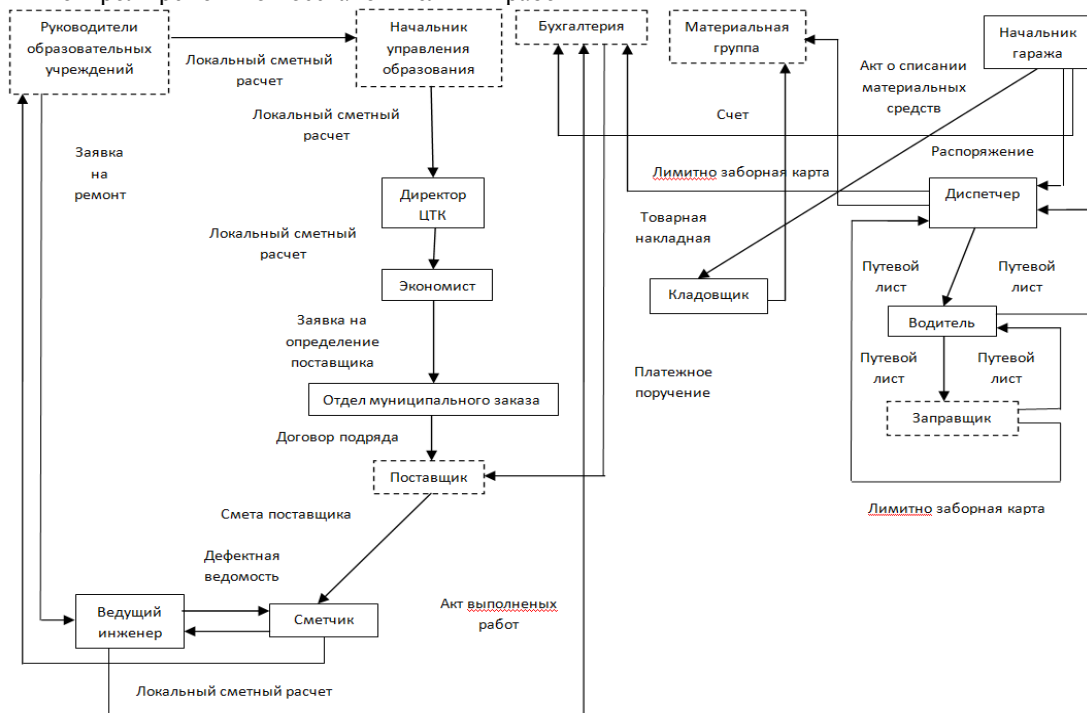 Руководители
образовательных
учреждений
Локальный сметный
расчет
Начальник
управления
образования
Бухгалтерия
Материальная
группа
Начальник
гаража
Акт о списании
материальных
средств
Локальный сметный
расчет
Счет
Заявка
на
ремонт
Распоряжение
Лимитно заборная карта
Директор
ЦТК
Диспетчер
Товарная
накладная
Локальный сметный
расчет
Экономист
Кладовщик
Путевой
лист
Путевой
лист
Водитель
Заявка на
определение
поставщика
Платежное
поручение
Путевой
лист
Путевой
лист
Отдел муниципального заказа
Заправщик
Договор подряда
Поставщик
Смета поставщика
Лимитно заборная карта
Дефектная
ведомость
Ведущий
инженер
Сметчик
Акт выполненых
работ
Локальный сметный расчет